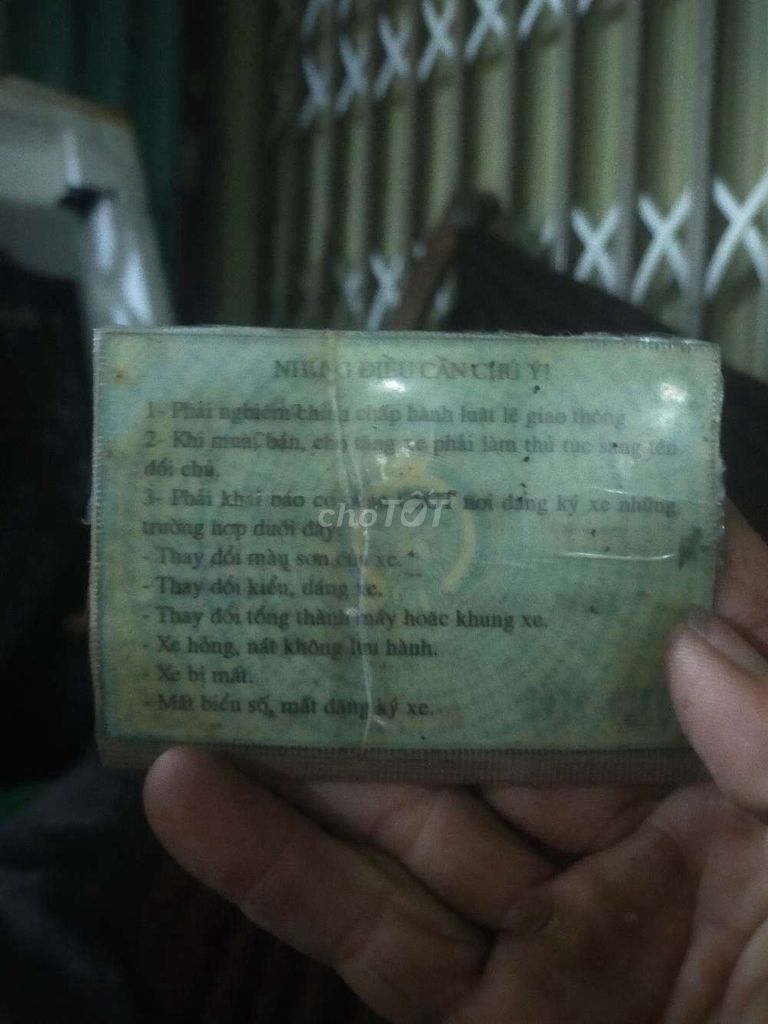 NHỮNG ĐIỀU CẦN CHÚ Ý!
1- Phải nghiêm chỉnh chấp hành luật lệ giao thông
2- Khi mua, bán, cho tặng xe phải làm thủ tục sang tên
đổi chủ.
3- Phải khai báo cơ nơi đăng ký xe những
trường hợp dưới đây:
- Thay đổi màu sơn của xe.
- Thay đổi kiểu, dáng xe.
- Thay đổi tổng thành máy hoặc khung xe.
- Xe hỏng, nát không lưu hành.
- Xe bị mất.
- Mất biển số, mất đăng ký xe.
choTỐT